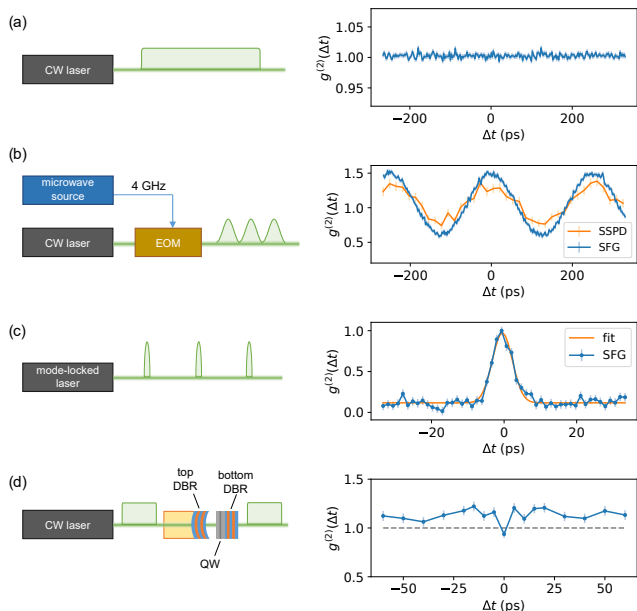 (a)
CW laser
1.05
1.00
0.95
g(2)(Δt)
−200
0
200
Δt (ps)
(b)
microwave
source
4 GHz
CW laser
EOM
1.5
1.0
0.5
g(2)(Δt)
SSPD
SFG
−200
0
200
Δt (ps)
(c)
mode-locked
laser
1.0
0.5
0.0
g(2)(Δt)
fit
SFG
−20
0
20
Δt (ps)
(d)
top
DBR
bottom
DBR
CW laser
QW
1.5
1.0
0.5
g(2)(Δt)
−50
−25
0
25
50
Δt (ps)